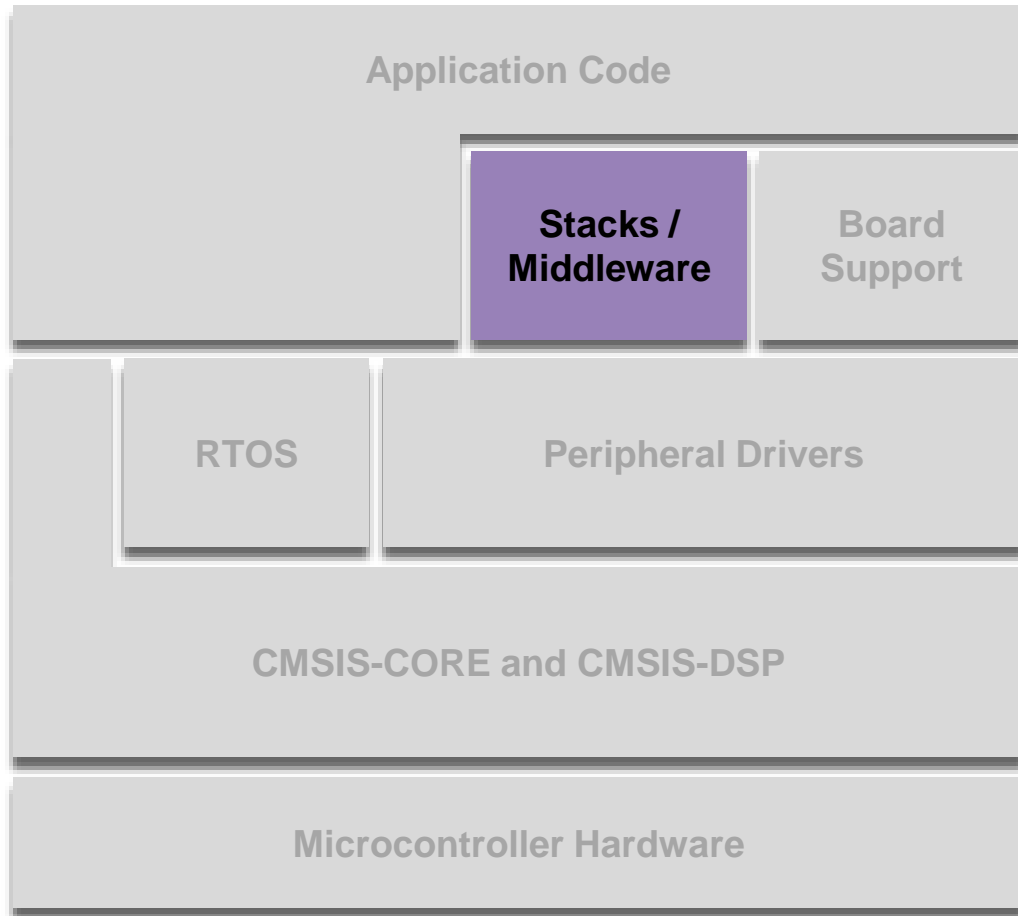 Application Code
Stacks /
Middleware
Board
Support
RTOS
Peripheral Drivers
CMSIS-CORE and CMSIS-DSP
Microcontroller Hardware